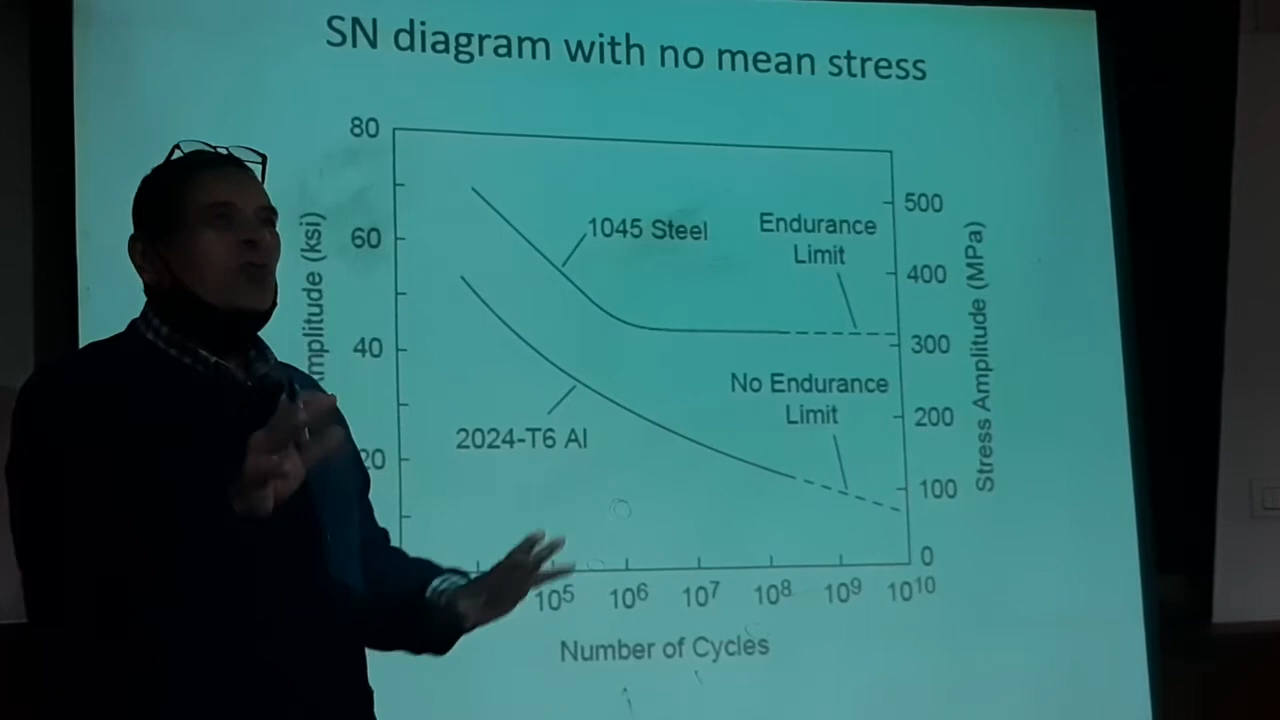 SN diagram with no mean stress
80
60
40
20
mplitude (ksi)
1045 Steel
Endurance
Limit
2024-T6 Al
No Endurance
Limit
500
400
300
200
100
0
Stress Amplitude (MPa)
10⁵ 10⁶ 10⁷ 10⁸ 10⁹ 10¹⁰
Number of Cycles